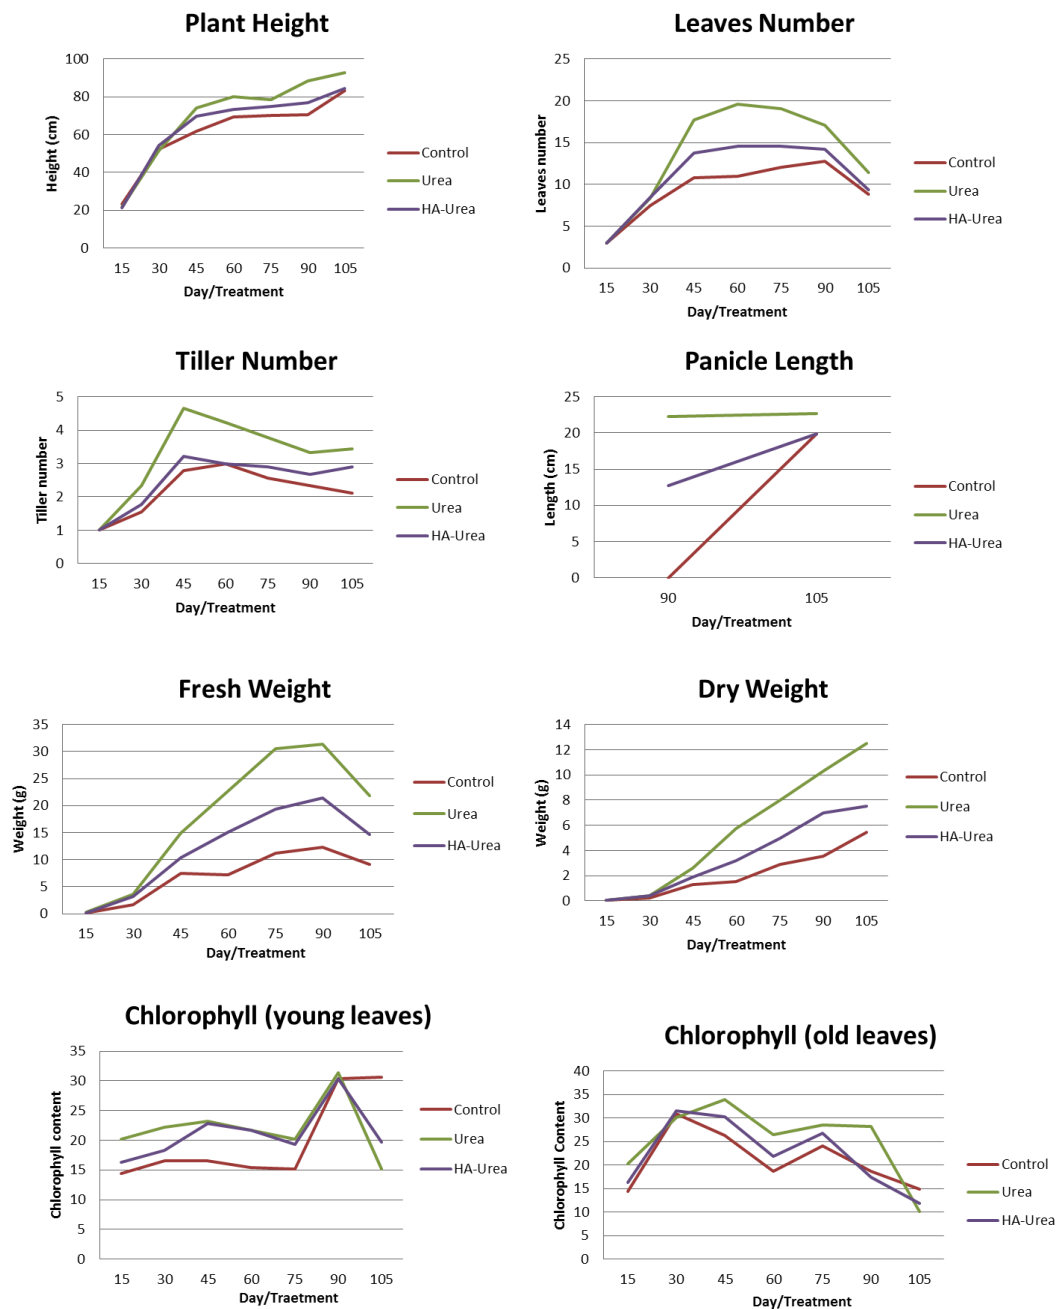 Plant Height
100
80
60
40
20
0
Height (cm)
15 30 45 60 75 90 105
Day/Treatment
Control
Urea
HA-Urea
Leaves Number
25
20
15
10
5
0
Leaves number
15 30 45 60 75 90 105
Day/Treatment
Control
Urea
HA-Urea
Tiller Number
5
4
3
2
1
0
Tiller number
15 30 45 60 75 90 105
Day/Treatment
Control
Urea
HA-Urea
Panicle Length
25
20
15
10
5
0
Length (cm)
90 105
Day/Treatment
Control
Urea
HA-Urea
Fresh Weight
35
30
25
20
15
10
5
0
Weight (g)
15 30 45 60 75 90 105
Day/Treatment
Control
Urea
HA-Urea
Dry Weight
14
12
10
8
6
4
2
0
Weight (g)
15 30 45 60 75 90 105
Day/Treatment
Control
Urea
HA-Urea
Chlorophyll (young leaves)
35
30
25
20
15
10
5
0
Chlorophyll content
15 30 45 60 75 90 105
Day/Traetment
Control
Urea
HA-Urea
Chlorophyll (old leaves)
40
35
30
25
20
15
10
5
0
Chlorophyll Content
15 30 45 60 75 90 105
Day/Treatment
Control
Urea
HA-Urea